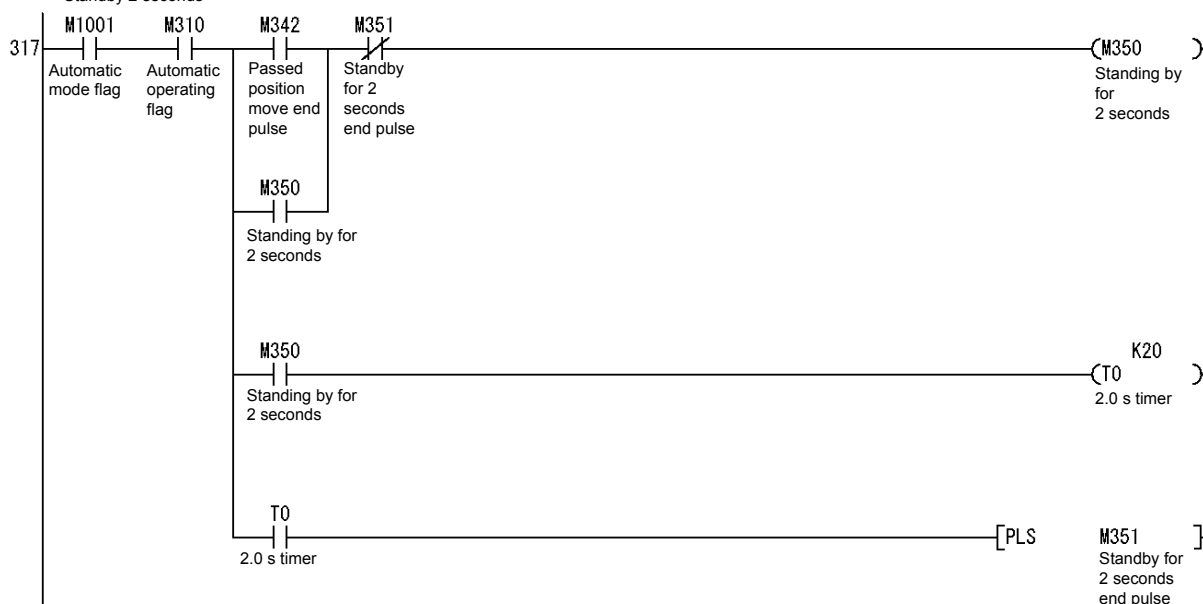 Standby 2 seconds
M1001 M310 M342 M351
317 (M350 )
Automatic mode flag
Automatic operating flag
Passed position move end pulse
Standby for 2 seconds end pulse
Standing by for 2 seconds
M350
Standing by for
2 seconds
M350 K20
(T0 )
Standing by for
2 seconds
2.0 s timer
T0
[PLS M351 ]
2.0 s timer
Standby for
2 seconds
end pulse